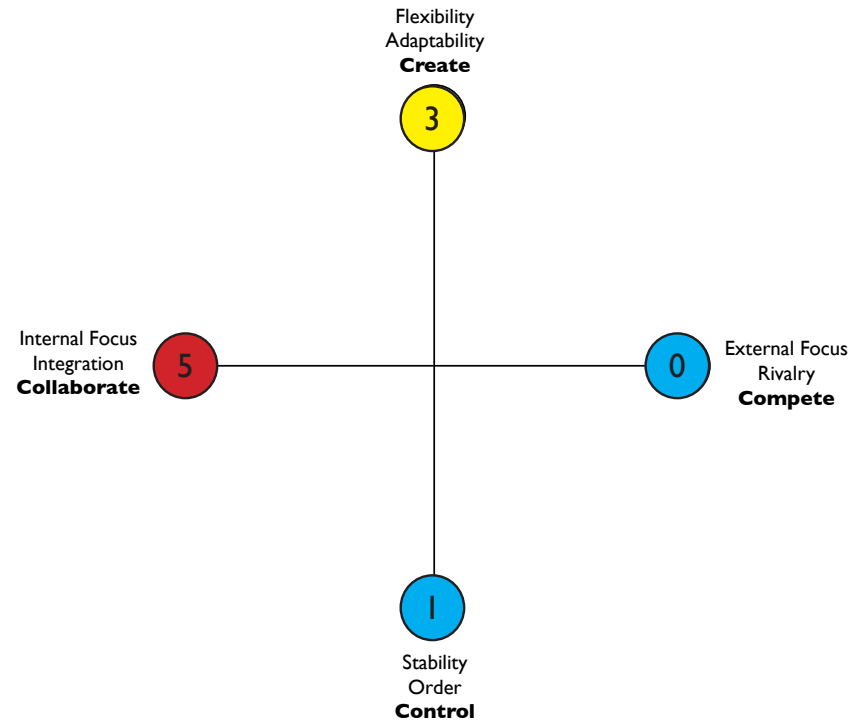 Flexibility
Adaptability
Create
3
Internal Focus
Integration
Collaborate
5
0
External Focus
Rivalry
Compete
1
Stability
Order
Control